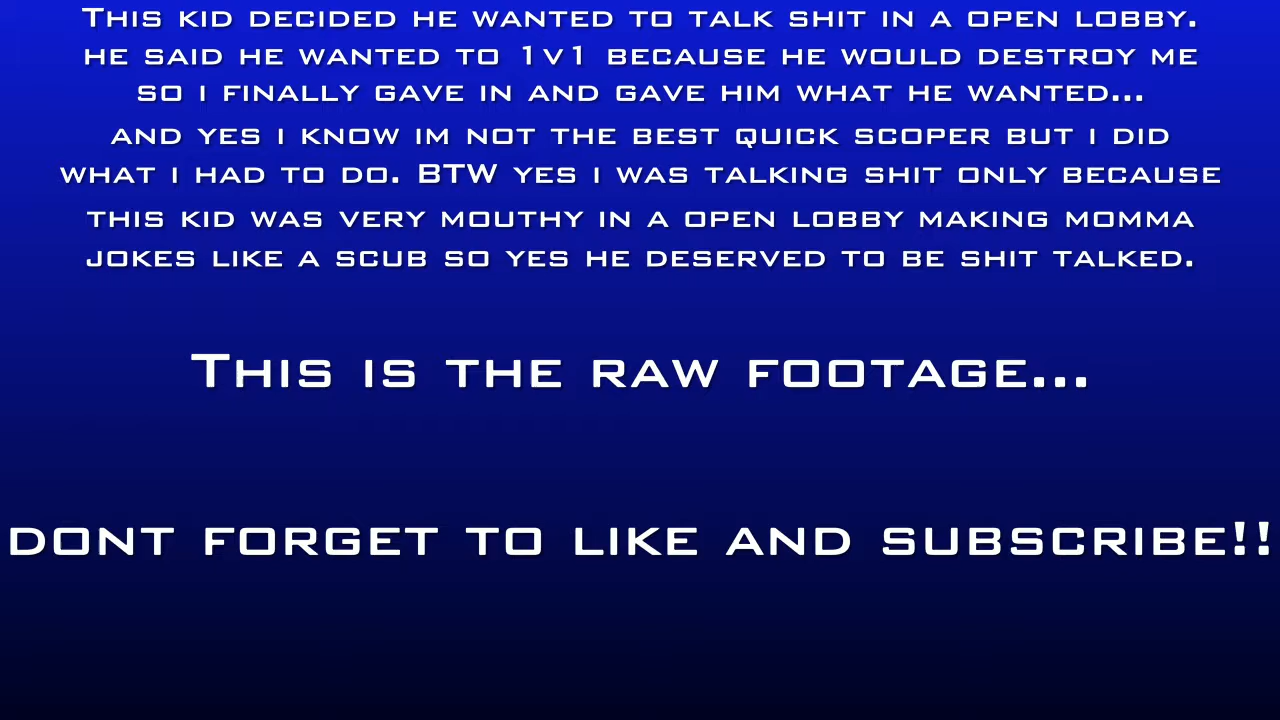 This kid decided he wanted to talk shit in a open lobby.
he said he wanted to 1v1 because he would destroy me
so i finally gave in and gave him what he wanted...
and yes i know im not the best quick scoper but i did
what i had to do. BTW yes i was talking shit only because
this kid was very mouthy in a open lobby making momma
jokes like a scub so yes he deserved to be shit talked.
This is the raw footage...
dont forget to like and subscribe!!